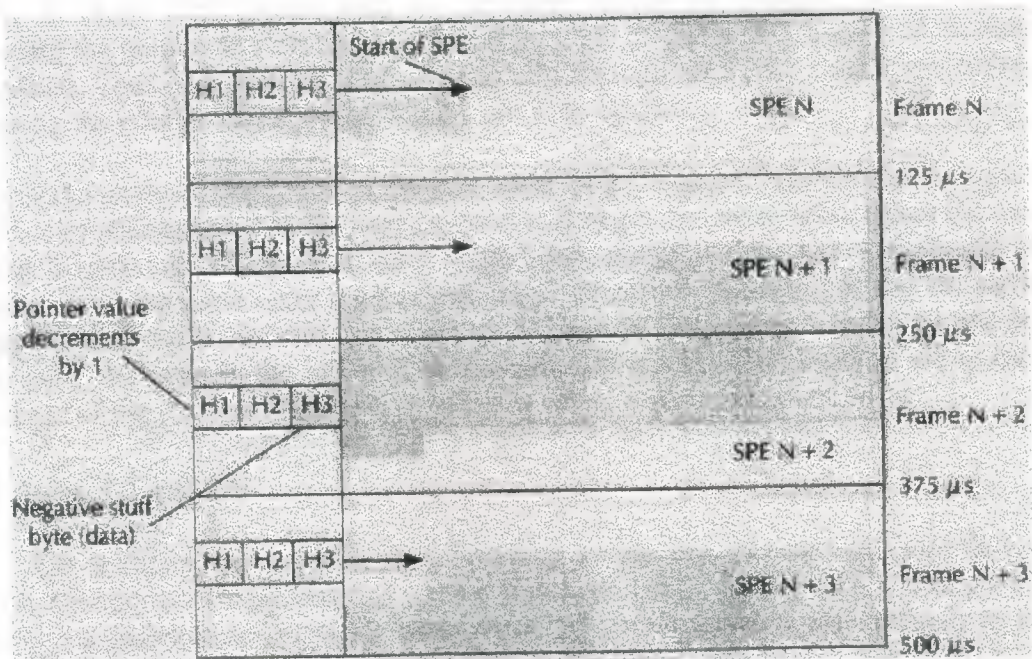 Start of SPE
H1 H2 H3
SPE N
Frame N
125 μs
H1 H2 H3
SPE N + 1
Frame N + 1
250 μs
Pointer value
decrements
by 1
H1 H2 H3
Frame N + 2
SPE N + 2
375 μs
Negative stuff
byte (data)
H1 H2 H3
SPE N + 3
Frame N + 3
500 μs